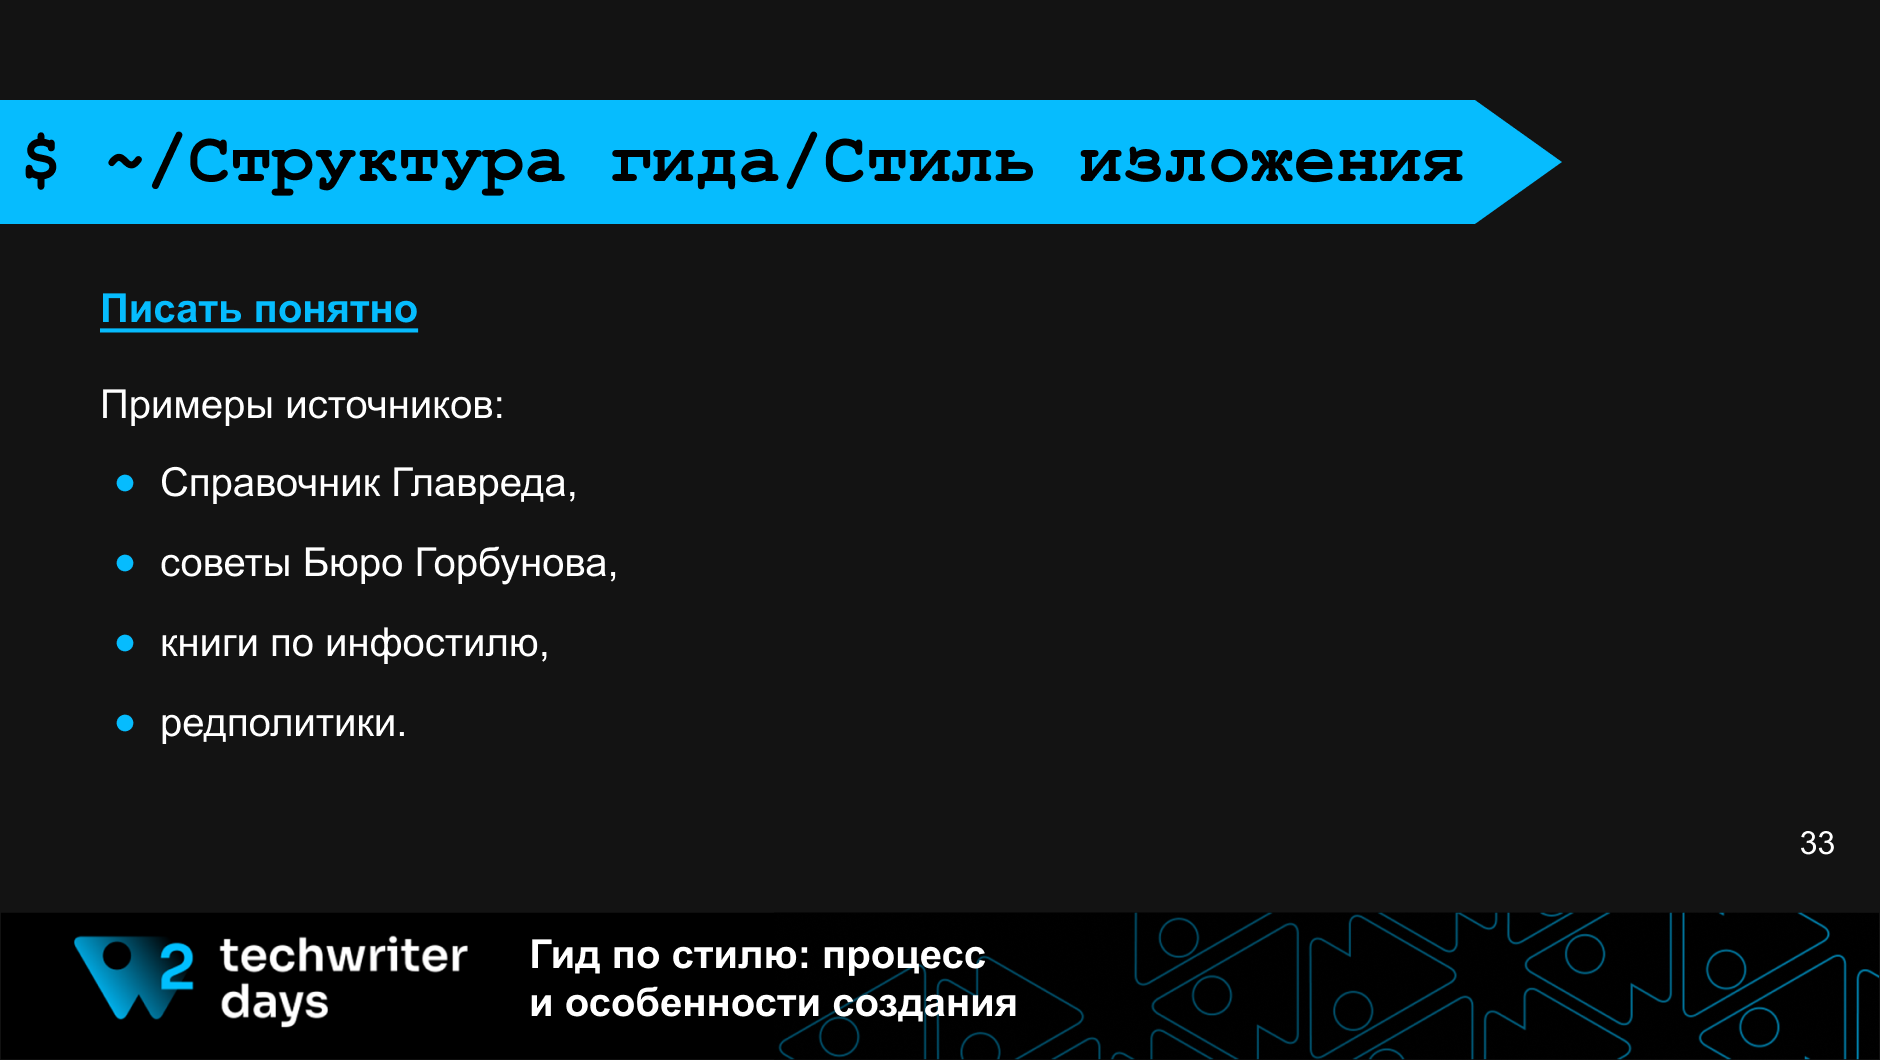 $ ~/Структура гида/Стиль изложения
Писать понятно
Примеры источников:
● Справочник Главреда,
● советы Бюро Горбунова,
● книги по инфостилю,
● редполитики.
33
2 techwriter
days
Гид по стилю: процесс
и особенности создания